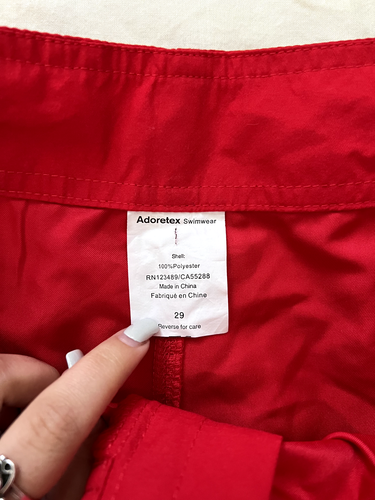 Adoretex Swimwear
Shell:
100%Polyester
RN123489/CA55288
Made in China
Fabriqué en Chine
29
Reverse for care